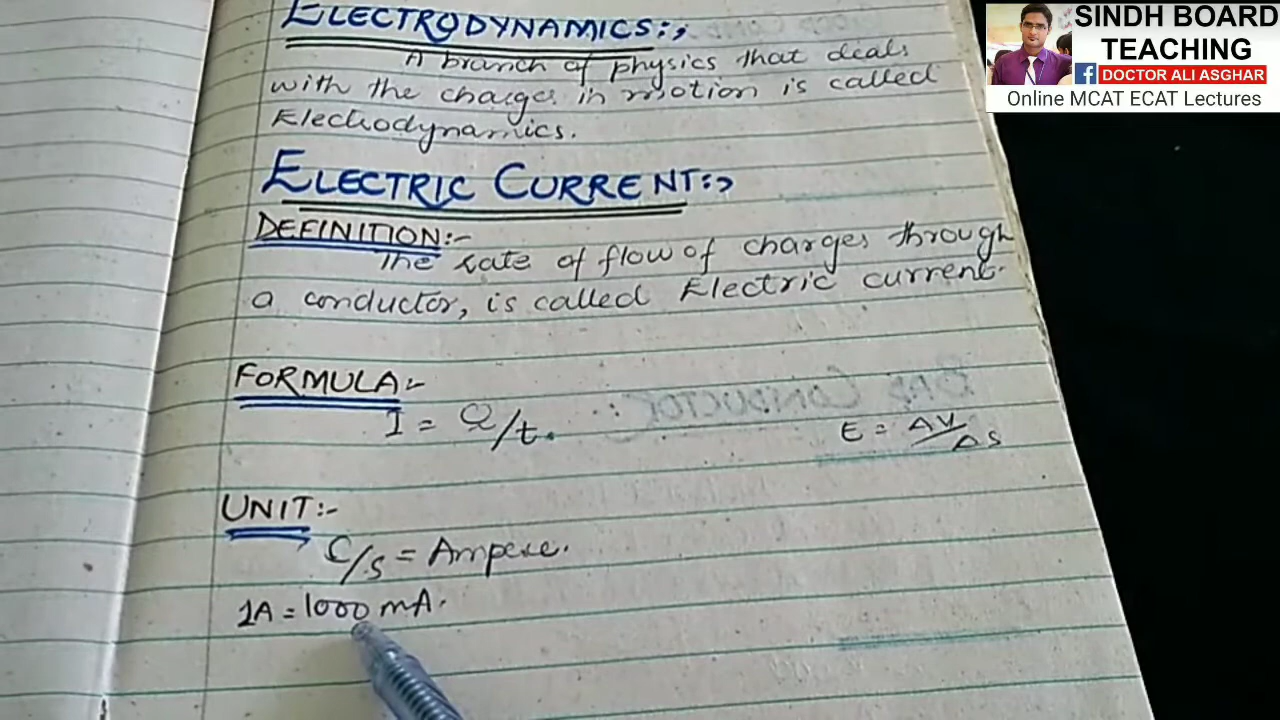 ELECTRODYNAMICS:,
A branch of physics that deals
with the charges in motion is called
Electrodynamics.
ELECTRIC CURRENT:,
DEFINITION:-
The rate of flow of charges through
a conductor, is called Electric current.
FORMULA:-
I = Q/t.
E = ΔV/ΔS
UNIT:-
C/S = Ampere.
1A = 1000 mA.
SINDH BOARD
TEACHING
f DOCTOR ALI ASGHAR
Online MCAT ECAT Lectures